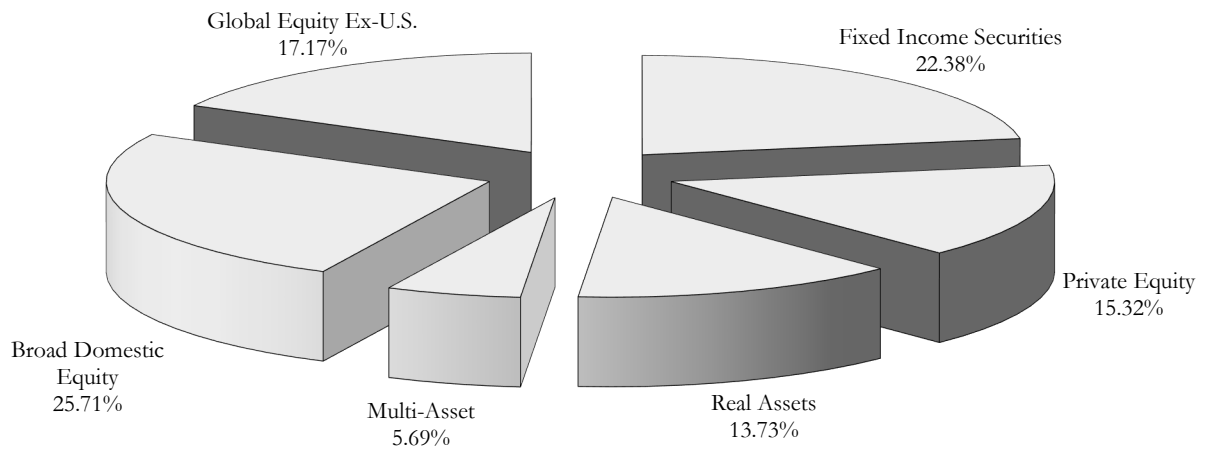 Global Equity Ex-U.S.
17.17%
Fixed Income Securities
22.38%
Private Equity
15.32%
Broad Domestic
Equity
25.71%
Multi-Asset
5.69%
Real Assets
13.73%